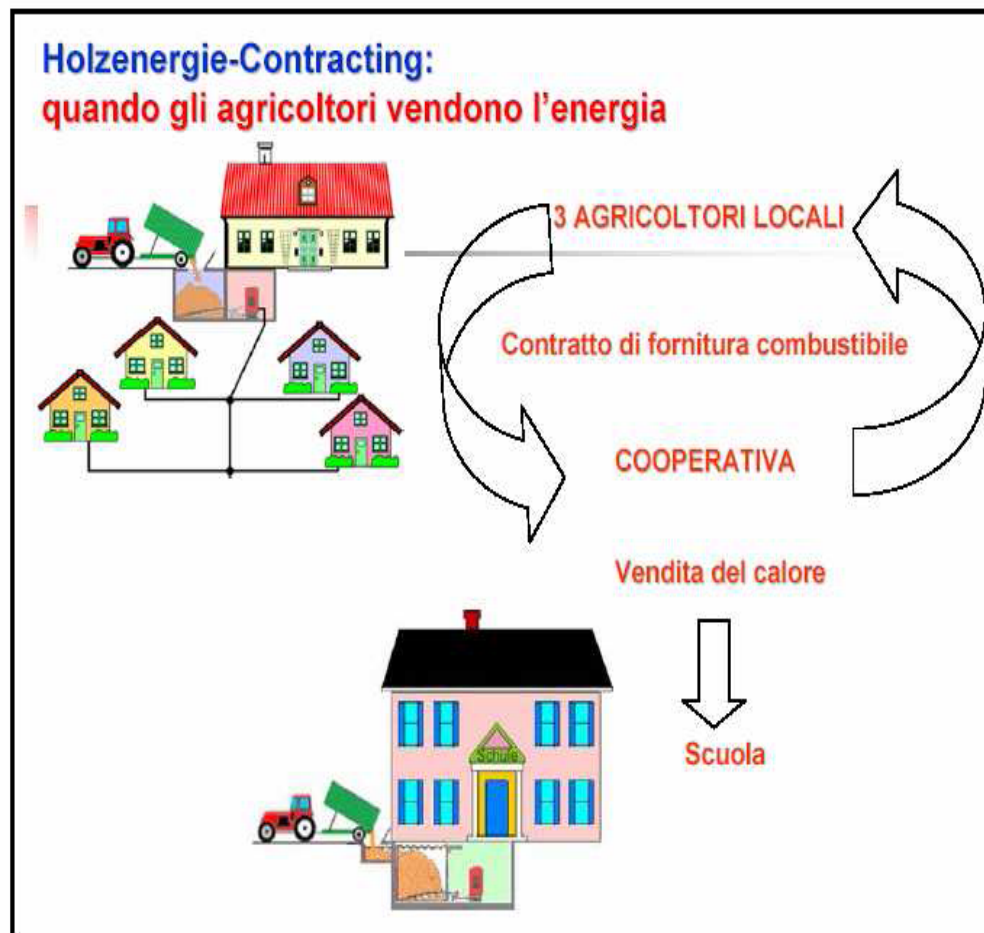 Holzenergie-Contracting:
quando gli agricoltori vendono l'energia
3 AGRICOLTORI LOCALI
Contratto di fornitura combustibile
COOPERATIVA
Vendita del calore
Schule
Scuola